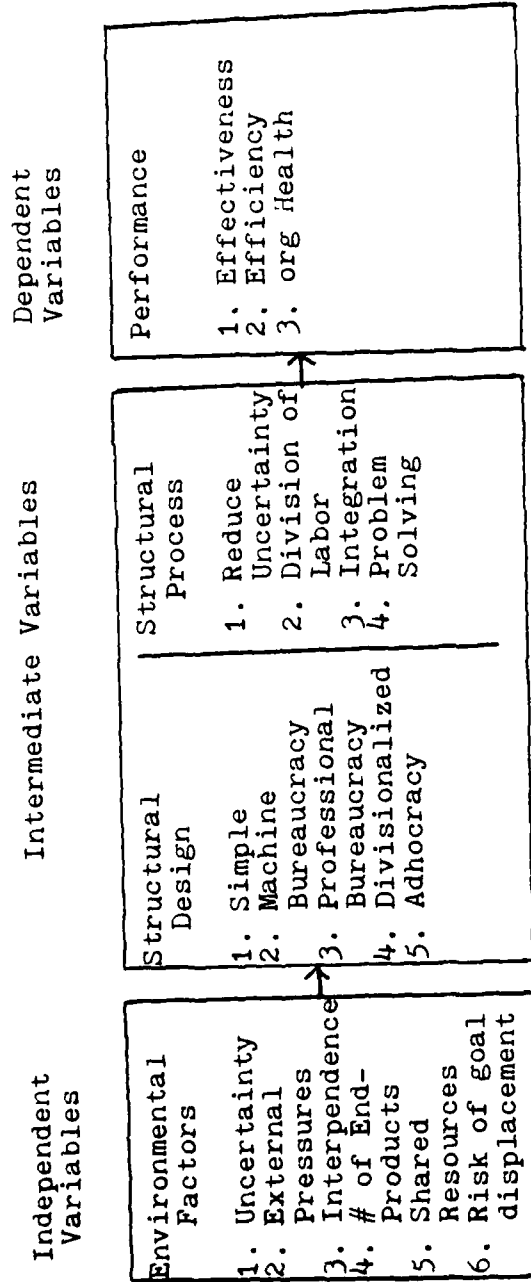 Independent
Variables
Environmental
Factors
1. Uncertainty
2. External
Pressures
3. Interpendence
4. # of End-
Products
5. Shared
Resources
6. Risk of goal
displacement
Intermediate Variables
Structural
Design
1. Simple
2. Machine
Bureaucracy
3. Professional
Bureaucracy
4. Divisionalized
5. Adhocracy
Structural
Process
1. Reduce
Uncertainty
2. Division of
Labor
3. Integration
4. Problem
Solving
Dependent
Variables
Performance
1. Effectiveness
2. Efficiency
3. org Health